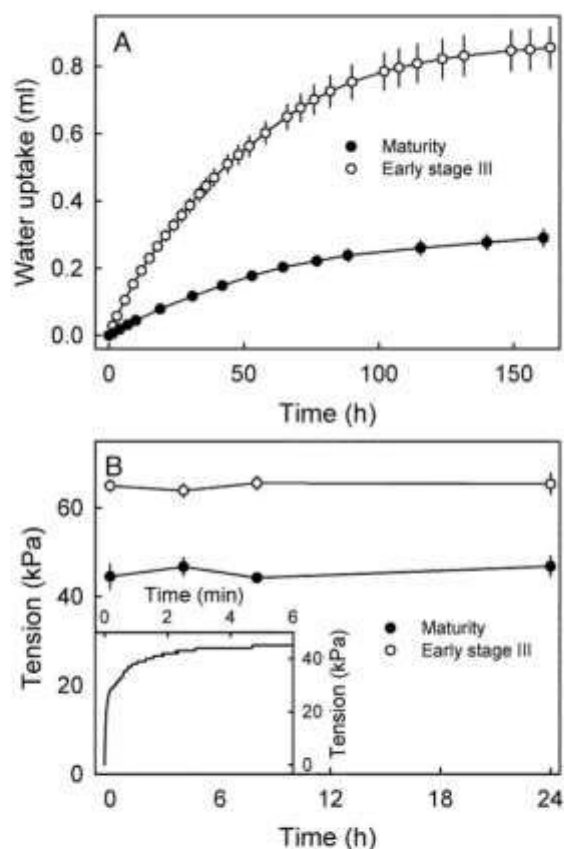 A
Water uptake (ml)
0.8
0.6
0.4
0.2
0.0
Maturity
Early stage III
0 50 100 150
Time (h)
B
Tension (kPa)
60
40
20
0
Time (min)
0 2 4 6
40
20
0
Tension (kPa)
Maturity
Early stage III
0 6 12 18 24
Time (h)